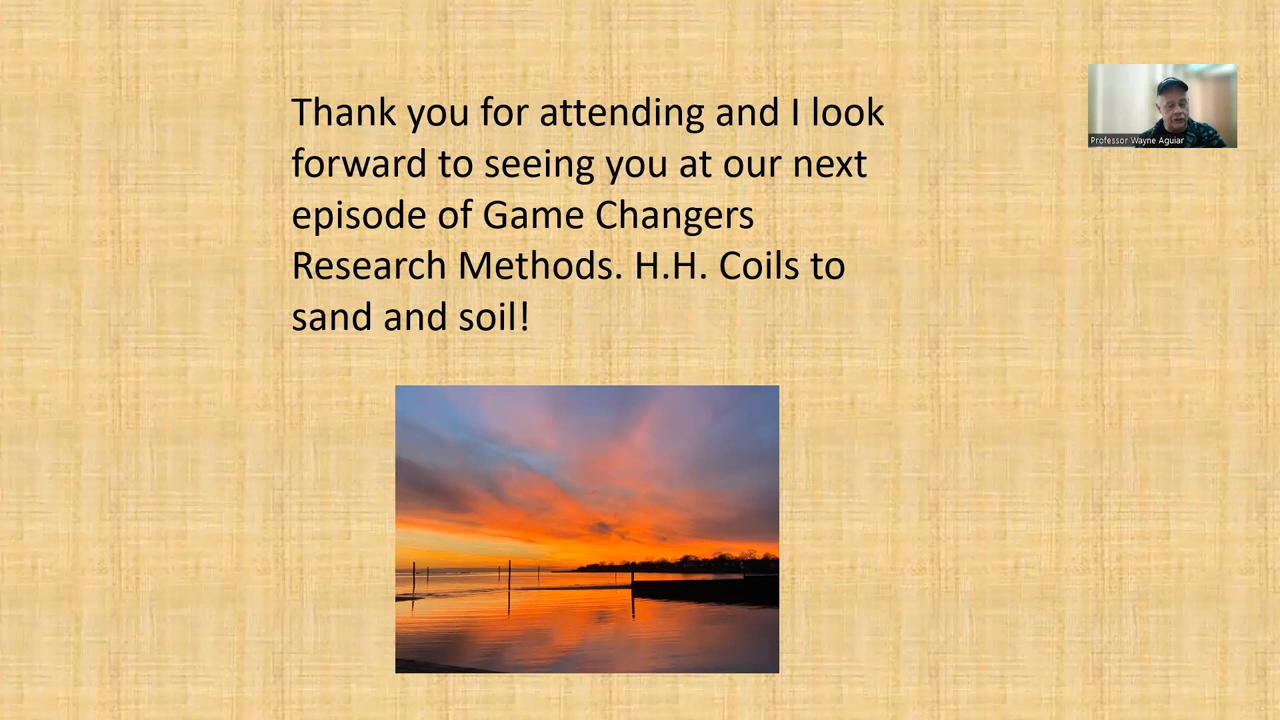 Thank you for attending and I look
forward to seeing you at our next
episode of Game Changers
Research Methods. H.H. Coils to
sand and soil!
Professor Wayne Aguiar